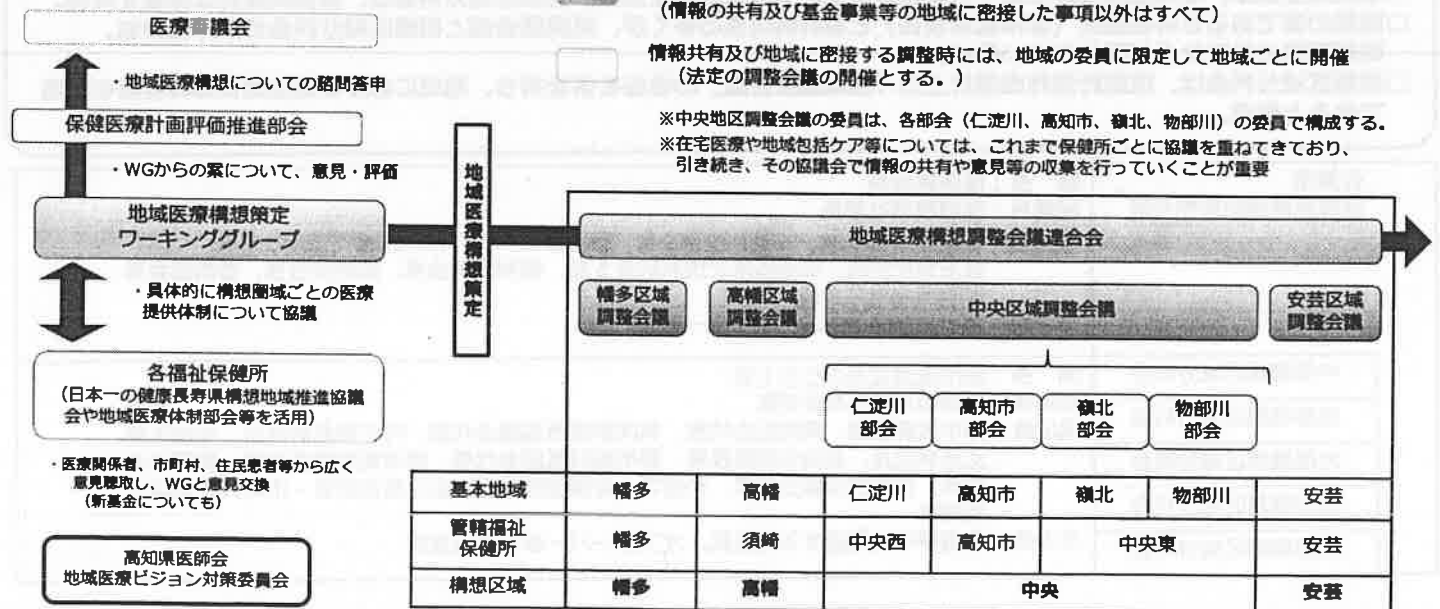 (情報の共有及び基金事業等の地域に密接した事項以外はすべて)
情報共有及び地域に密接する調整時には、地域の委員に限定して地域ごとに開催
(法定の調整会議の開催とする。)
※中央地区調整会議の委員は、各部会(仁淀川、高知市、嶺北、物部川)の委員で構成する。
※在宅医療や地域包括ケア等については、これまで保健所ごとに協議を重ねてきており、
引き続き、その協議会で情報の共有や意見等の収集を行っていくことが重要
医療審議会
・地域医療構想についての諮問答申
保健医療計画評価推進部会
・WGからの案について、意見・評価
地域医療構想策定
ワーキンググループ
・具体的に構想圏域ごとの医療
提供体制について協議
各福祉保健所
(日本一の健康長寿県構想地域推進協議
会や地域医療体制部会等を活用)
・医療関係者、市町村、住民患者等から広く
意見聴取し、WGと意見交換
(新基金についても)
高知県医師会
地域医療ビジョン対策委員会
地域医療構想策定
地域医療構想調整会議連合会
幡多区域
調整会議
高幡区域
調整会議
中央区域調整会議
安芸区域
調整会議
仁淀川
部会
高知市
部会
嶺北
部会
物部川
部会
基本地域 幡多 高幡 仁淀川 高知市 嶺北 物部川 安芸
管轄福祉
保健所 幡多 須崎 中央西 高知市 中央東 安芸
構想区域 幡多 高幡 中央 安芸